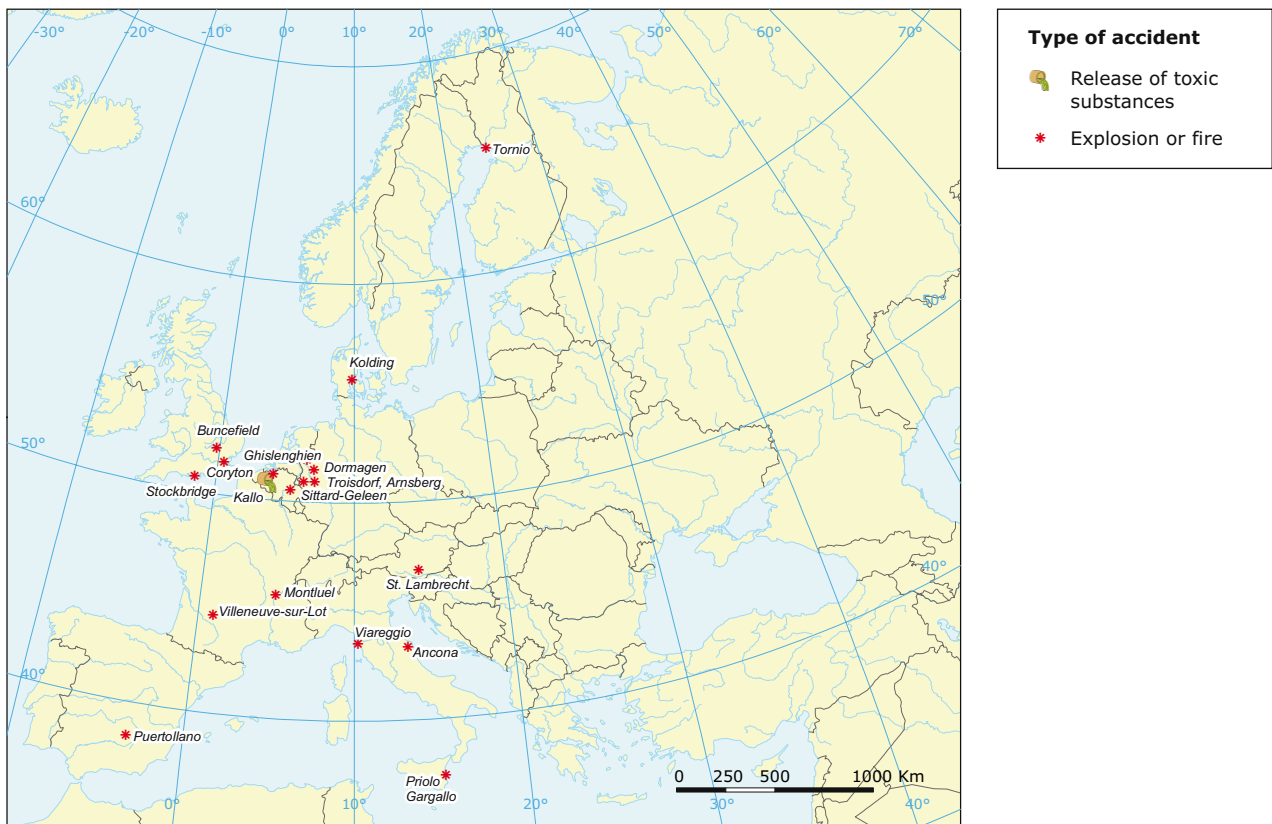 -30°
-20°
-10°
0°
10°
20°
30°
40°
50°
60°
70°
Tornio
60°
50°
Kolding
Buncefield
50°
Ghislenghien
Coryton
Dormagen
Troisdorf, Arnsberg
Stockbridge
Kallo
Sittard-Geleen
40°
St. Lambrecht
Montluel
Villeneuve-sur-Lot
Viareggio
Ancona
40°
Puertollano
Priolo
Gargallo
0 250 500 1000 Km
0°
10°
20°
30°
40°
Type of accident
Release of toxic
substances
Explosion or fire